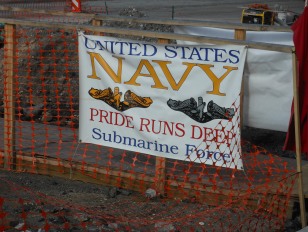 UNITED STATES
NAVY
PRIDE RUNS DEEP
Submarine Force